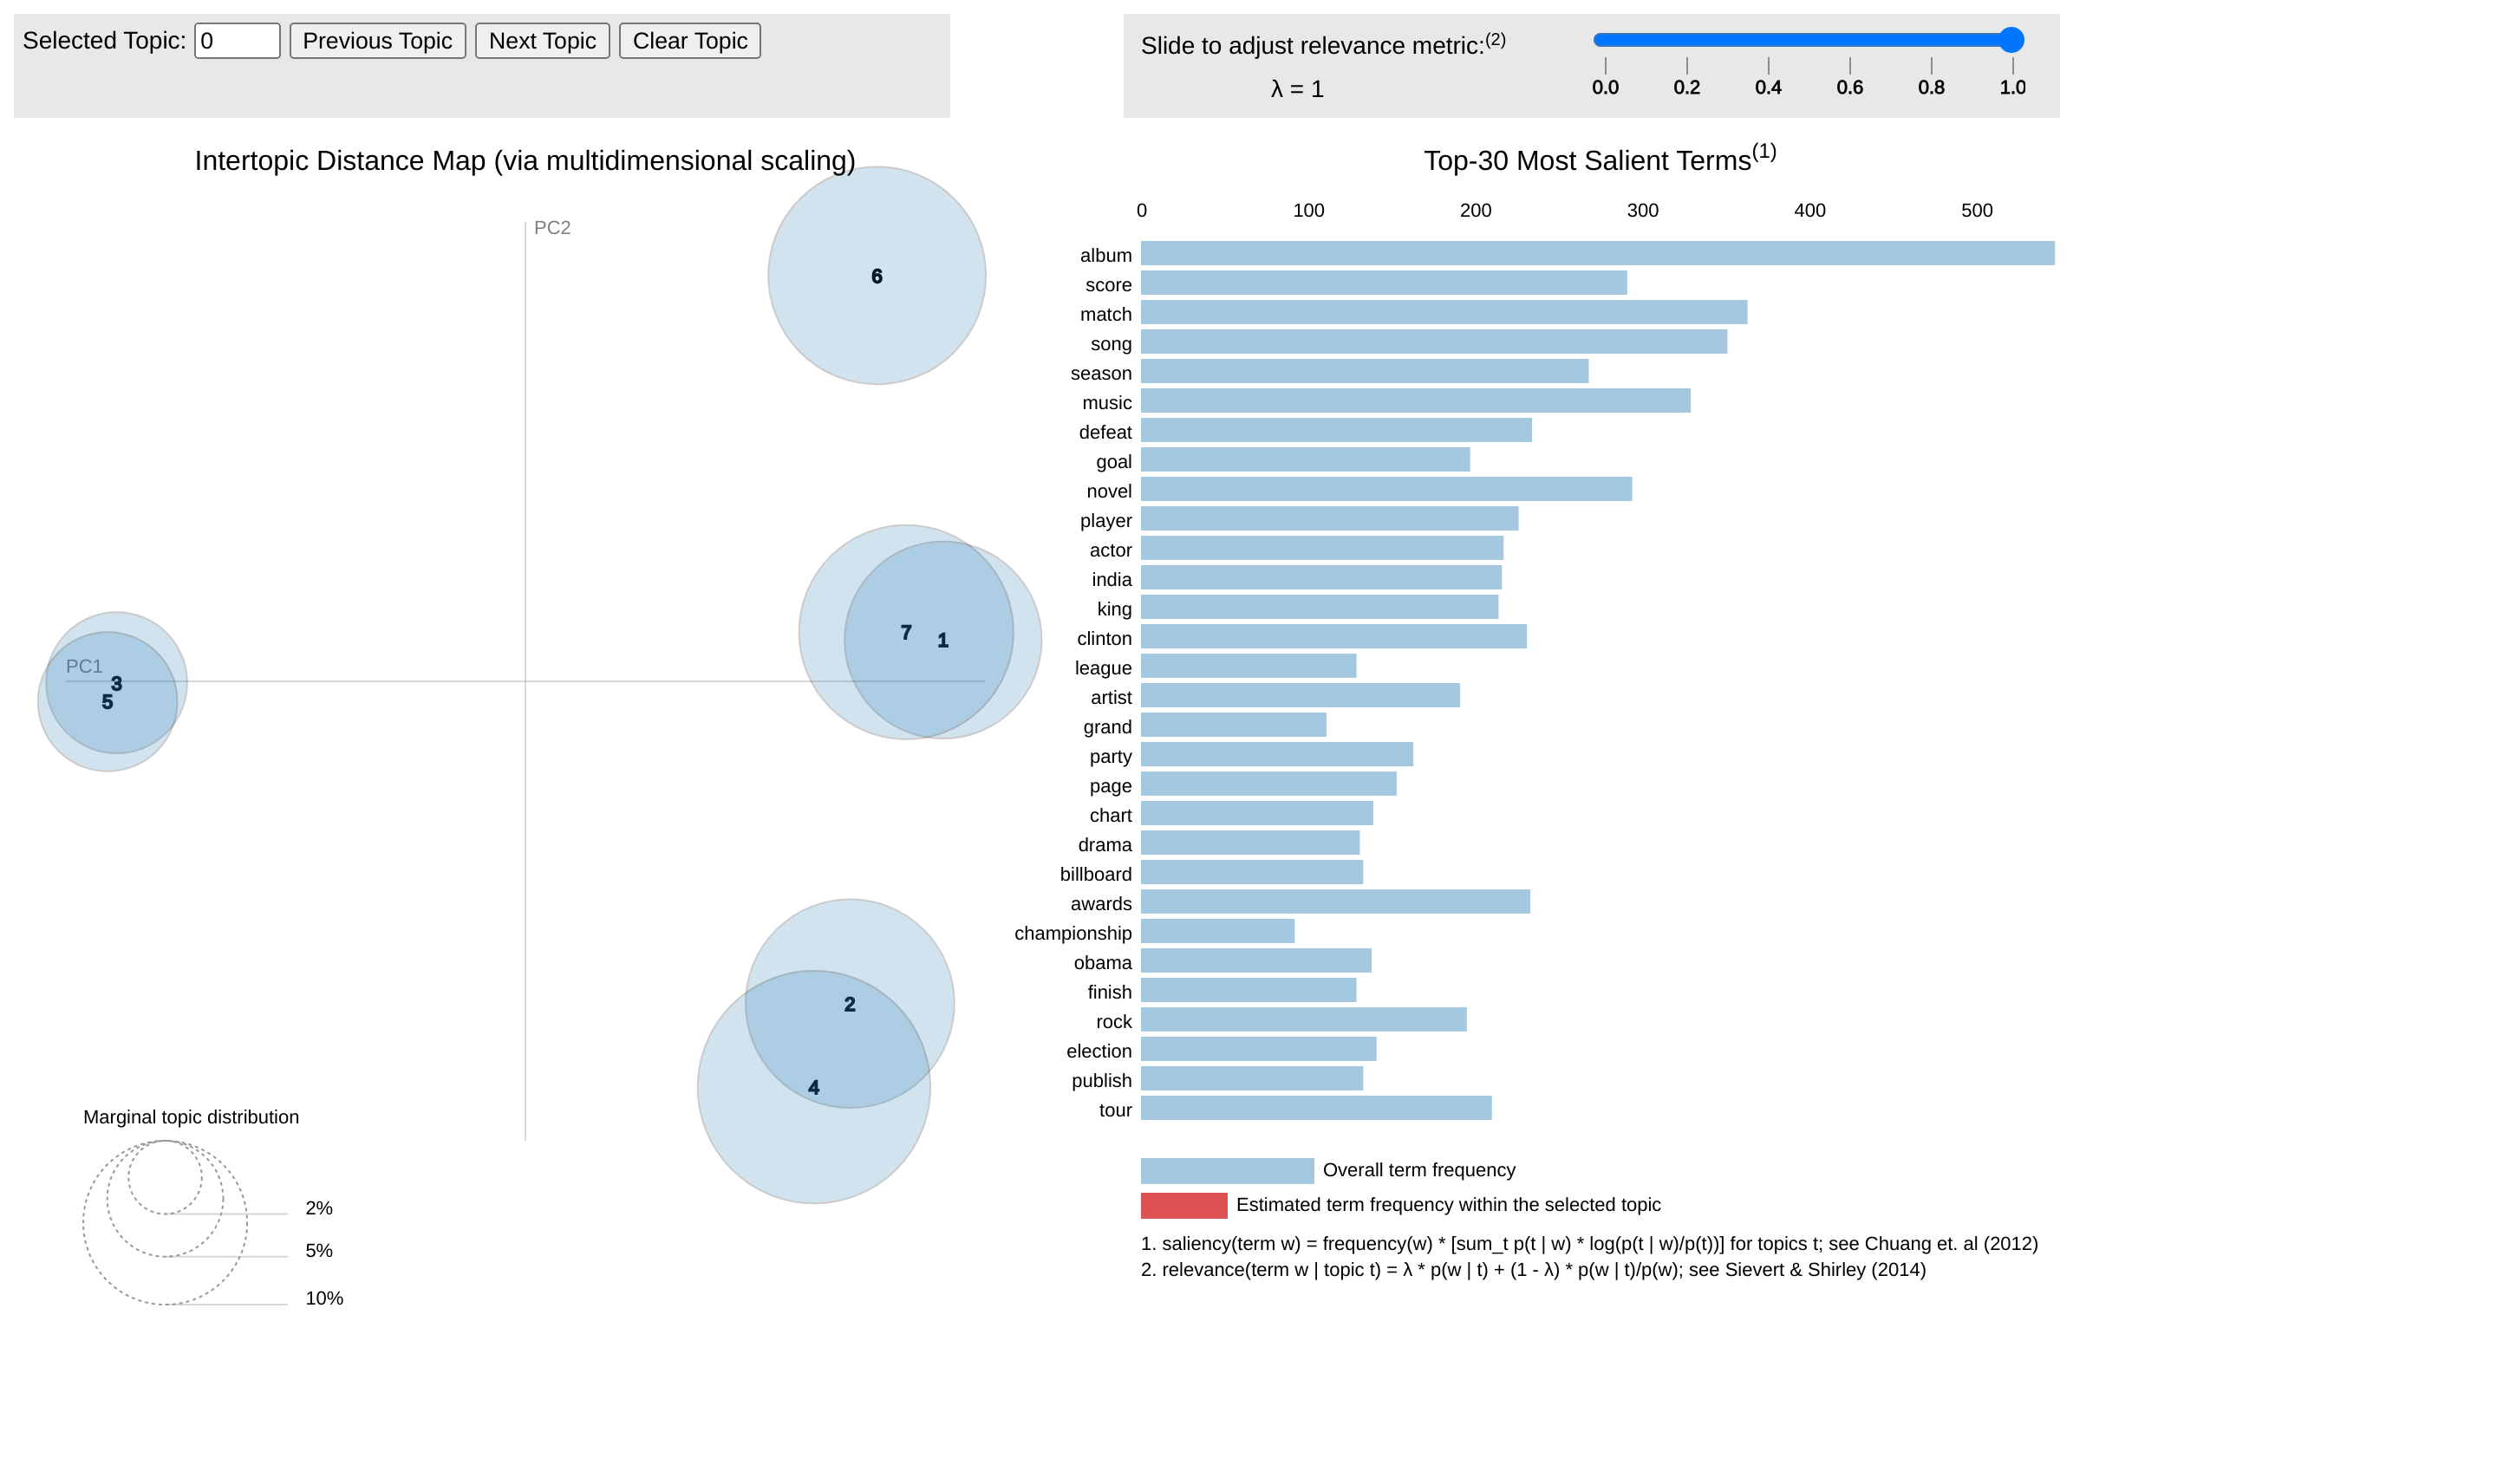 Selected Topic: 0 Previous Topic Next Topic Clear Topic
Slide to adjust relevance metric:(2)
λ = 1
0.0 0.2 0.4 0.6 0.8 1.0
Intertopic Distance Map (via multidimensional scaling)
PC2
6
7
1
PC1
3
5
2
4
Marginal topic distribution
2%
5%
10%
Top-30 Most Salient Terms(1)
0 100 200 300 400 500
album
score
match
song
season
music
defeat
goal
novel
player
actor
india
king
clinton
league
artist
grand
party
page
chart
drama
billboard
awards
championship
obama
finish
rock
election
publish
tour
Overall term frequency
Estimated term frequency within the selected topic
1. saliency(term w) = frequency(w) * [sum_t p(t | w) * log(p(t | w)/p(t))] for topics t; see Chuang et. al (2012)
2. relevance(term w | topic t) = λ * p(w | t) + (1 - λ) * p(w | t)/p(w); see Sievert & Shirley (2014)